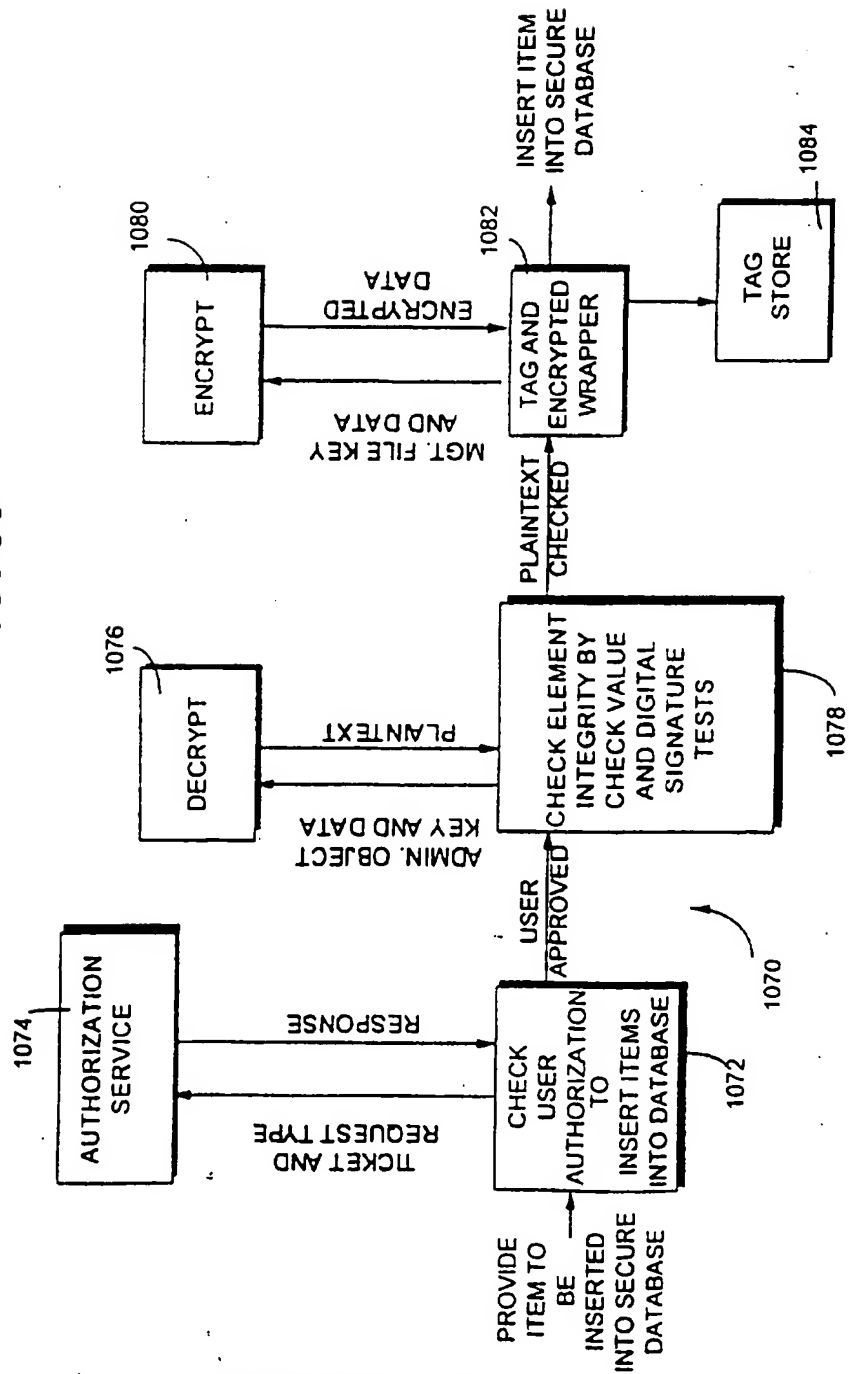 1074
AUTHORIZATION
SERVICE
TICKET AND
REQUEST TYPE
RESPONSE
PROVIDE
ITEM TO
BE
INSERTED
INTO SECURE
DATABASE
CHECK
USER
AUTHORIZATION
TO
INSERT ITEMS
INTO DATABASE
1072
USER
APPROVED
1070
1076
DECRYPT
ADMIN. OBJECT
KEY AND DATA
PLAINTEXT
CHECK ELEMENT
INTEGRITY BY
CHECK VALUE
AND DIGITAL
SIGNATURE
TESTS
1078
PLAINTEXT
CHECKED
1080
ENCRYPT
MGT. FILE KEY
AND DATA
ENCRYPTED
DATA
1082
TAG AND
ENCRYPTED
WRAPPER
INSERT ITEM
INTO SECURE
DATABASE
TAG
STORE
1084